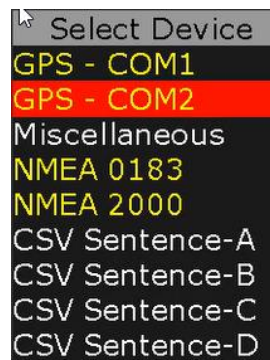 Select Device
GPS - COM1
GPS - COM2
Miscellaneous
NMEA 0183
NMEA 2000
CSV Sentence-A
CSV Sentence-B
CSV Sentence-C
CSV Sentence-D